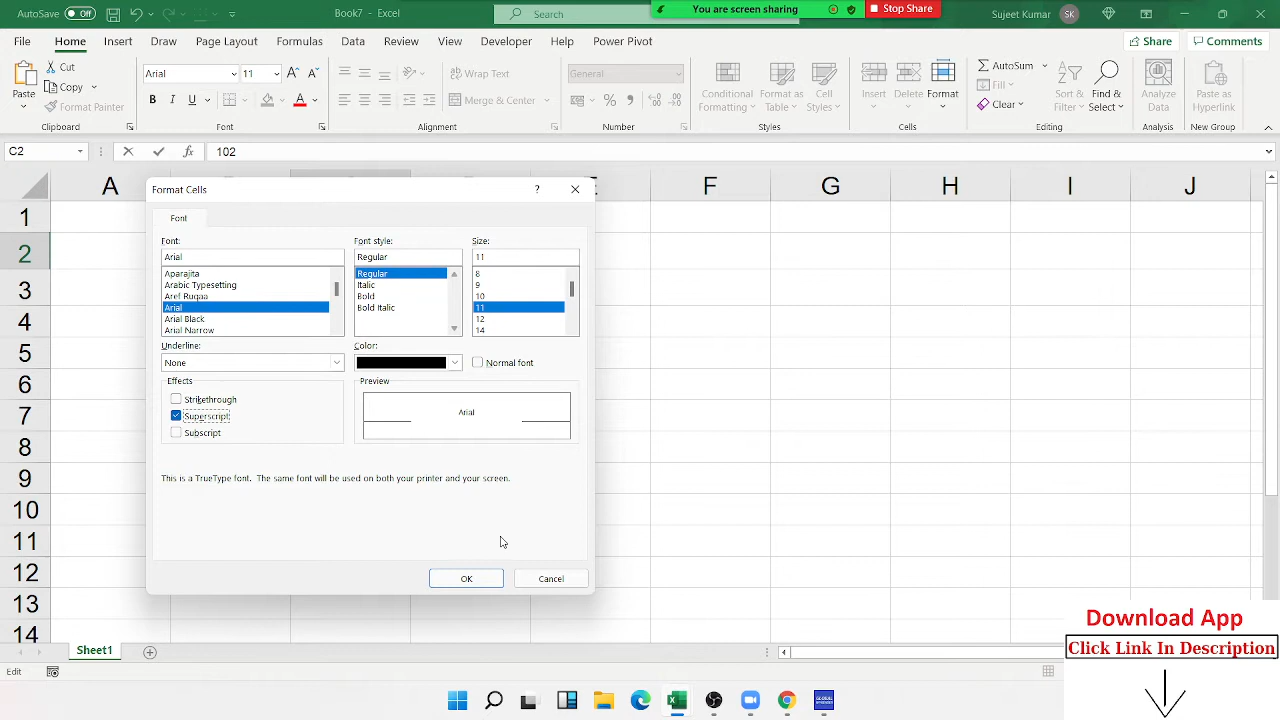 AutoSave Off Book7 - Excel Search You are screen sharing Stop Share Sujeet Kumar SK
File Home Insert Draw Page Layout Formulas Data Review View Developer Help Power Pivot Share Comments
Paste Cut Copy Format Painter Clipboard
Arial 11 B I U A Font
Wrap Text Merge & Center Alignment
General % Number
Conditional Formatting Format as Table Cell Styles Styles
Insert Delete Format Cells
AutoSum Fill Clear Sort & Filter Find & Select Editing
Analyze Data Analysis
Paste as Hyperlink New Group
C2 fx 102
A E F G H I J
1
2
3
4
5
6
7
8
9
10
11
12
13
14
Format Cells ?
Font
Font: Font style: Size:
Arial Regular 11
Aparajita Regular 8
Arabic Typesetting Italic 9
Aref Ruqaa Bold 10
Arial Bold Italic 11
Arial Black 12
Arial Narrow 14
Underline: Color:
None Normal font
Effects Preview
Strikethrough
Superscript
Subscript
Arial
This is a TrueType font. The same font will be used on both your printer and your screen.
OK Cancel
Sheet1
Edit
Download App
Click Link In Description